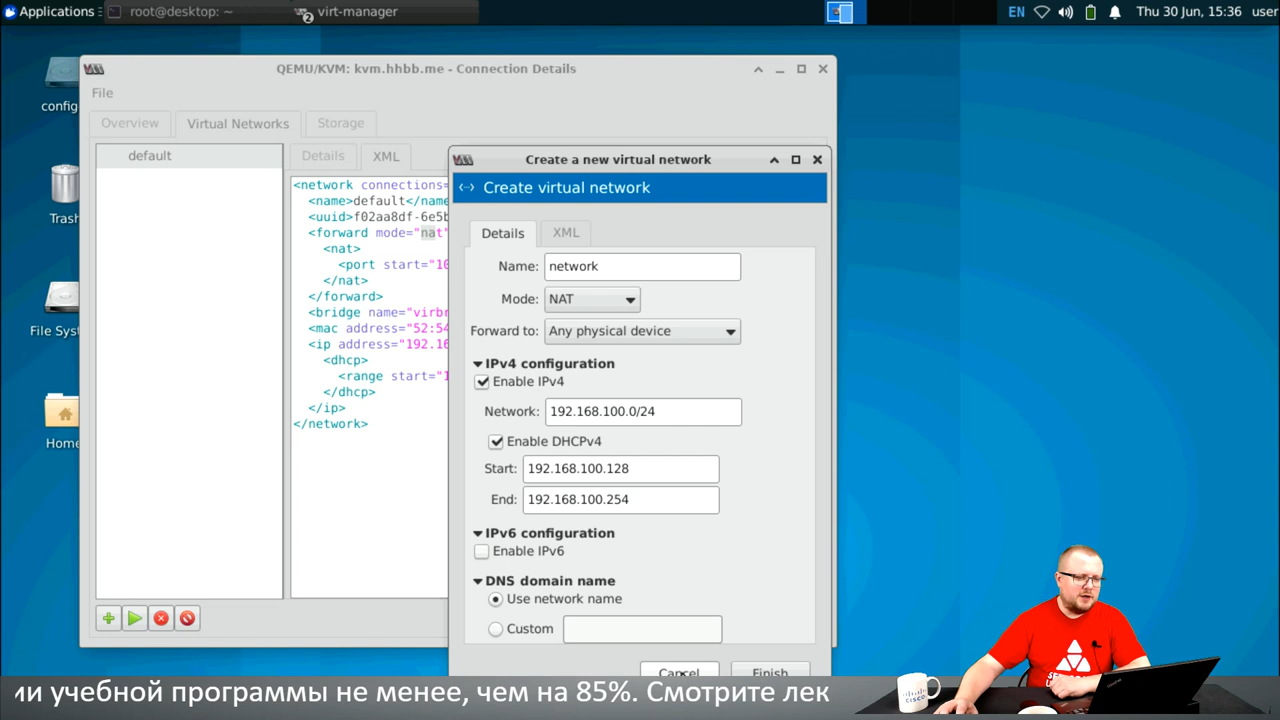 Applications
root@desktop: ~
virt-manager
2
EN
Thu 30 Jun, 15:36
user
QEMU/KVM: kvm.hhbb.me - Connection Details
File
Overview
Virtual Networks
Storage
default
Details
XML
<network connections=
<name>default</name
<uuid>f02aa8df-6e5b
<forward mode="nat"
<nat>
<port start="10
</nat>
</forward>
<bridge name="virbr
<mac address="52:54
<ip address="192.16
<dhcp>
<range start="1
</dhcp>
</ip>
</network>
Create a new virtual network
Create virtual network
Details
XML
Name: network
Mode: NAT
Forward to: Any physical device
IPv4 configuration
Enable IPv4
Network: 192.168.100.0/24
Enable DHCPv4
Start: 192.168.100.128
End: 192.168.100.254
IPv6 configuration
Enable IPv6
DNS domain name
Use network name
Custom
Cancel
Finish
config
Trash
File Sys
Home
ии учебной программы не менее, чем на 85%. Смотрите лек
CISCO